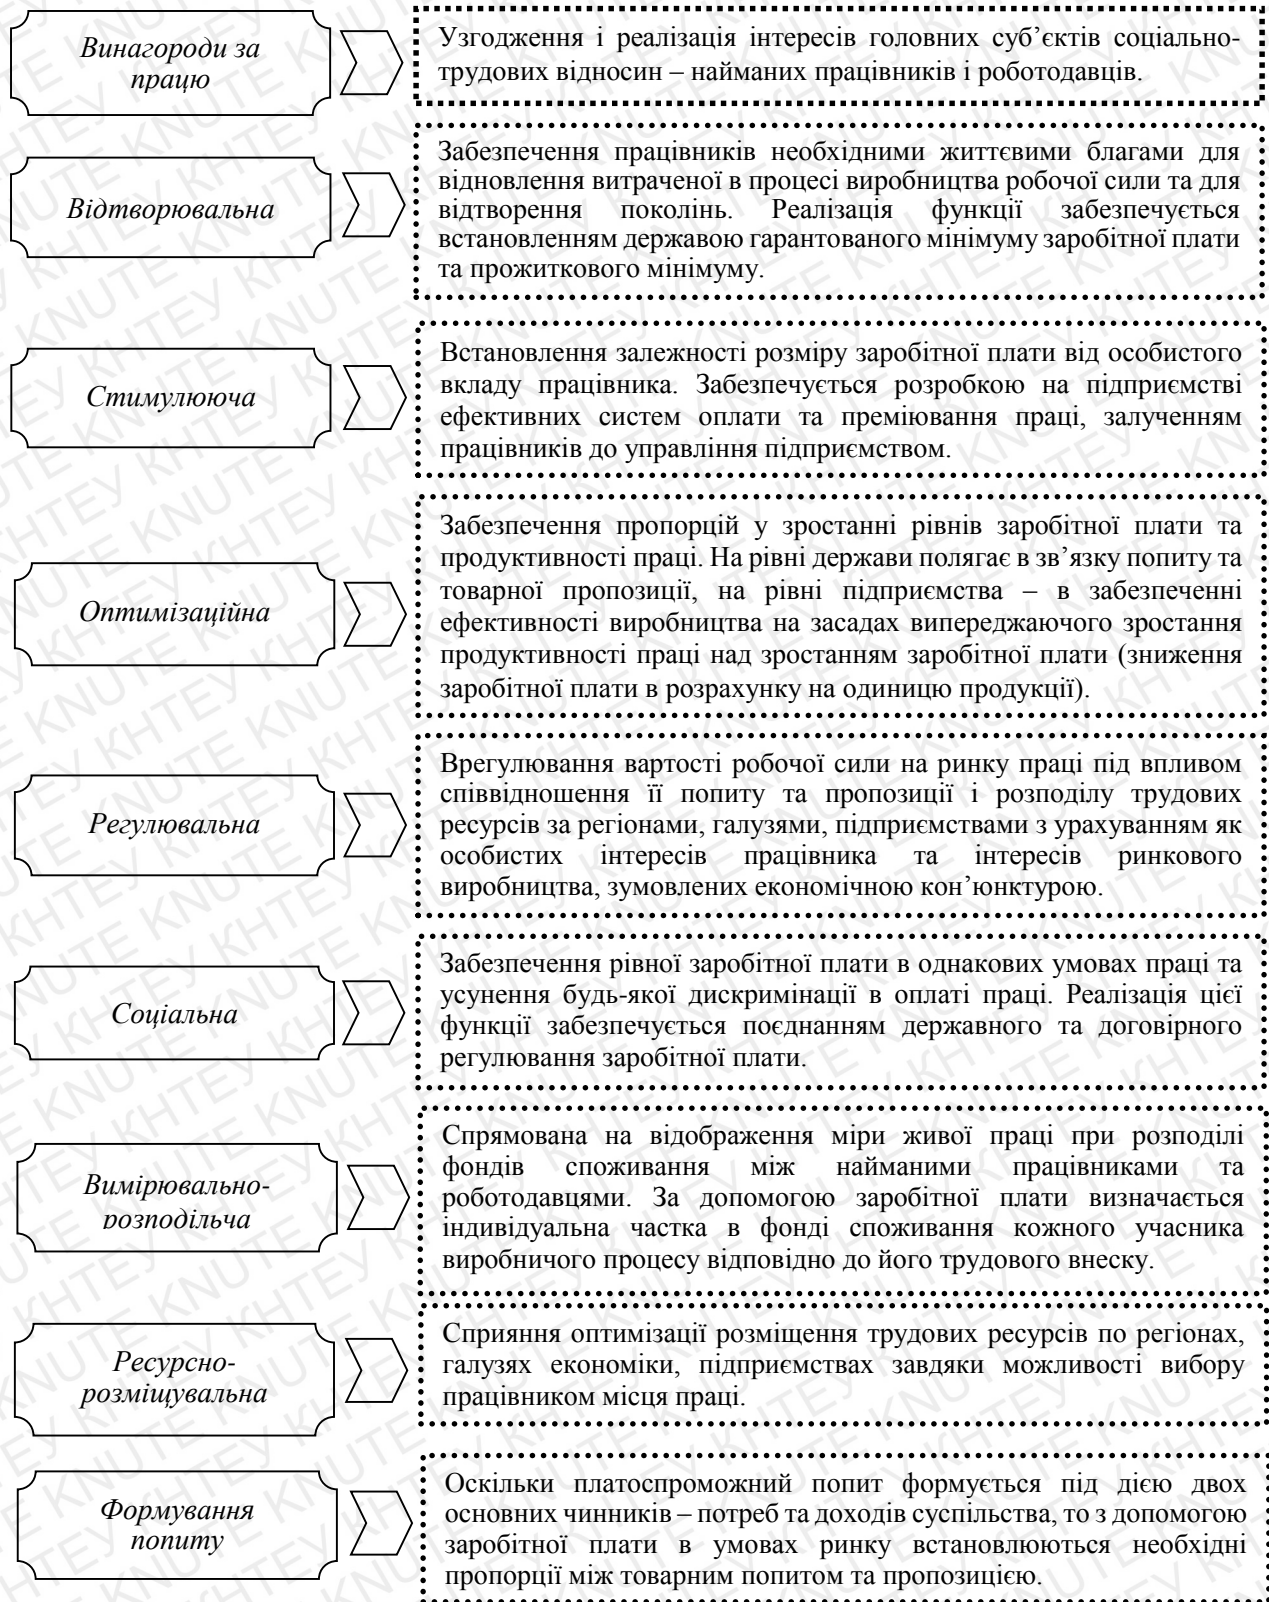 Винагороди за
працю
Узгодження і реалізація інтересів головних суб’єктів соціально-
трудових відносин – найманих працівників і роботодавців.
Відтворювальна
Забезпечення працівників необхідними життєвими благами для
відновлення витраченої в процесі виробництва робочої сили та для
відтворення поколінь. Реалізація функції забезпечується
встановленням державою гарантованого мінімуму заробітної плати
та прожиткового мінімуму.
Стимулююча
Встановлення залежності розміру заробітної плати від особистого
вкладу працівника. Забезпечується розробкою на підприємстві
ефективних систем оплати та преміювання праці, залученням
працівників до управління підприємством.
Оптимізаційна
Забезпечення пропорцій у зростанні рівнів заробітної плати та
продуктивності праці. На рівні держави полягає в зв’язку попиту та
товарної пропозиції, на рівні підприємства – в забезпеченні
ефективності виробництва на засадах випереджаючого зростання
продуктивності праці над зростанням заробітної плати (зниження
заробітної плати в розрахунку на одиницю продукції).
Регулювальна
Врегулювання вартості робочої сили на ринку праці під впливом
співвідношення її попиту та пропозиції і розподілу трудових
ресурсів за регіонами, галузями, підприємствами з урахуванням як
особистих інтересів працівника та інтересів ринкового
виробництва, зумовлених економічною кон’юнктурою.
Соціальна
Забезпечення рівної заробітної плати в однакових умовах праці та
усунення будь-якої дискримінації в оплаті праці. Реалізація цієї
функції забезпечується поєднанням державного та договірного
регулювання заробітної плати.
Вимірювально-
розподільча
Спрямована на відображення міри живої праці при розподілі
фондів споживання між найманими працівниками та
роботодавцями. За допомогою заробітної плати визначається
індивідуальна частка в фонді споживання кожного учасника
виробничого процесу відповідно до його трудового внеску.
Ресурсно-
розміщувальна
Сприяння оптимізації розміщення трудових ресурсів по регіонах,
галузях економіки, підприємствах завдяки можливості вибору
працівником місця праці.
Формування
попиту
Оскільки платоспроможний попит формується під дією двох
основних чинників – потреб та доходів суспільства, то з допомогою
заробітної плати в умовах ринку встановлюються необхідні
пропорції між товарним попитом та пропозицією.